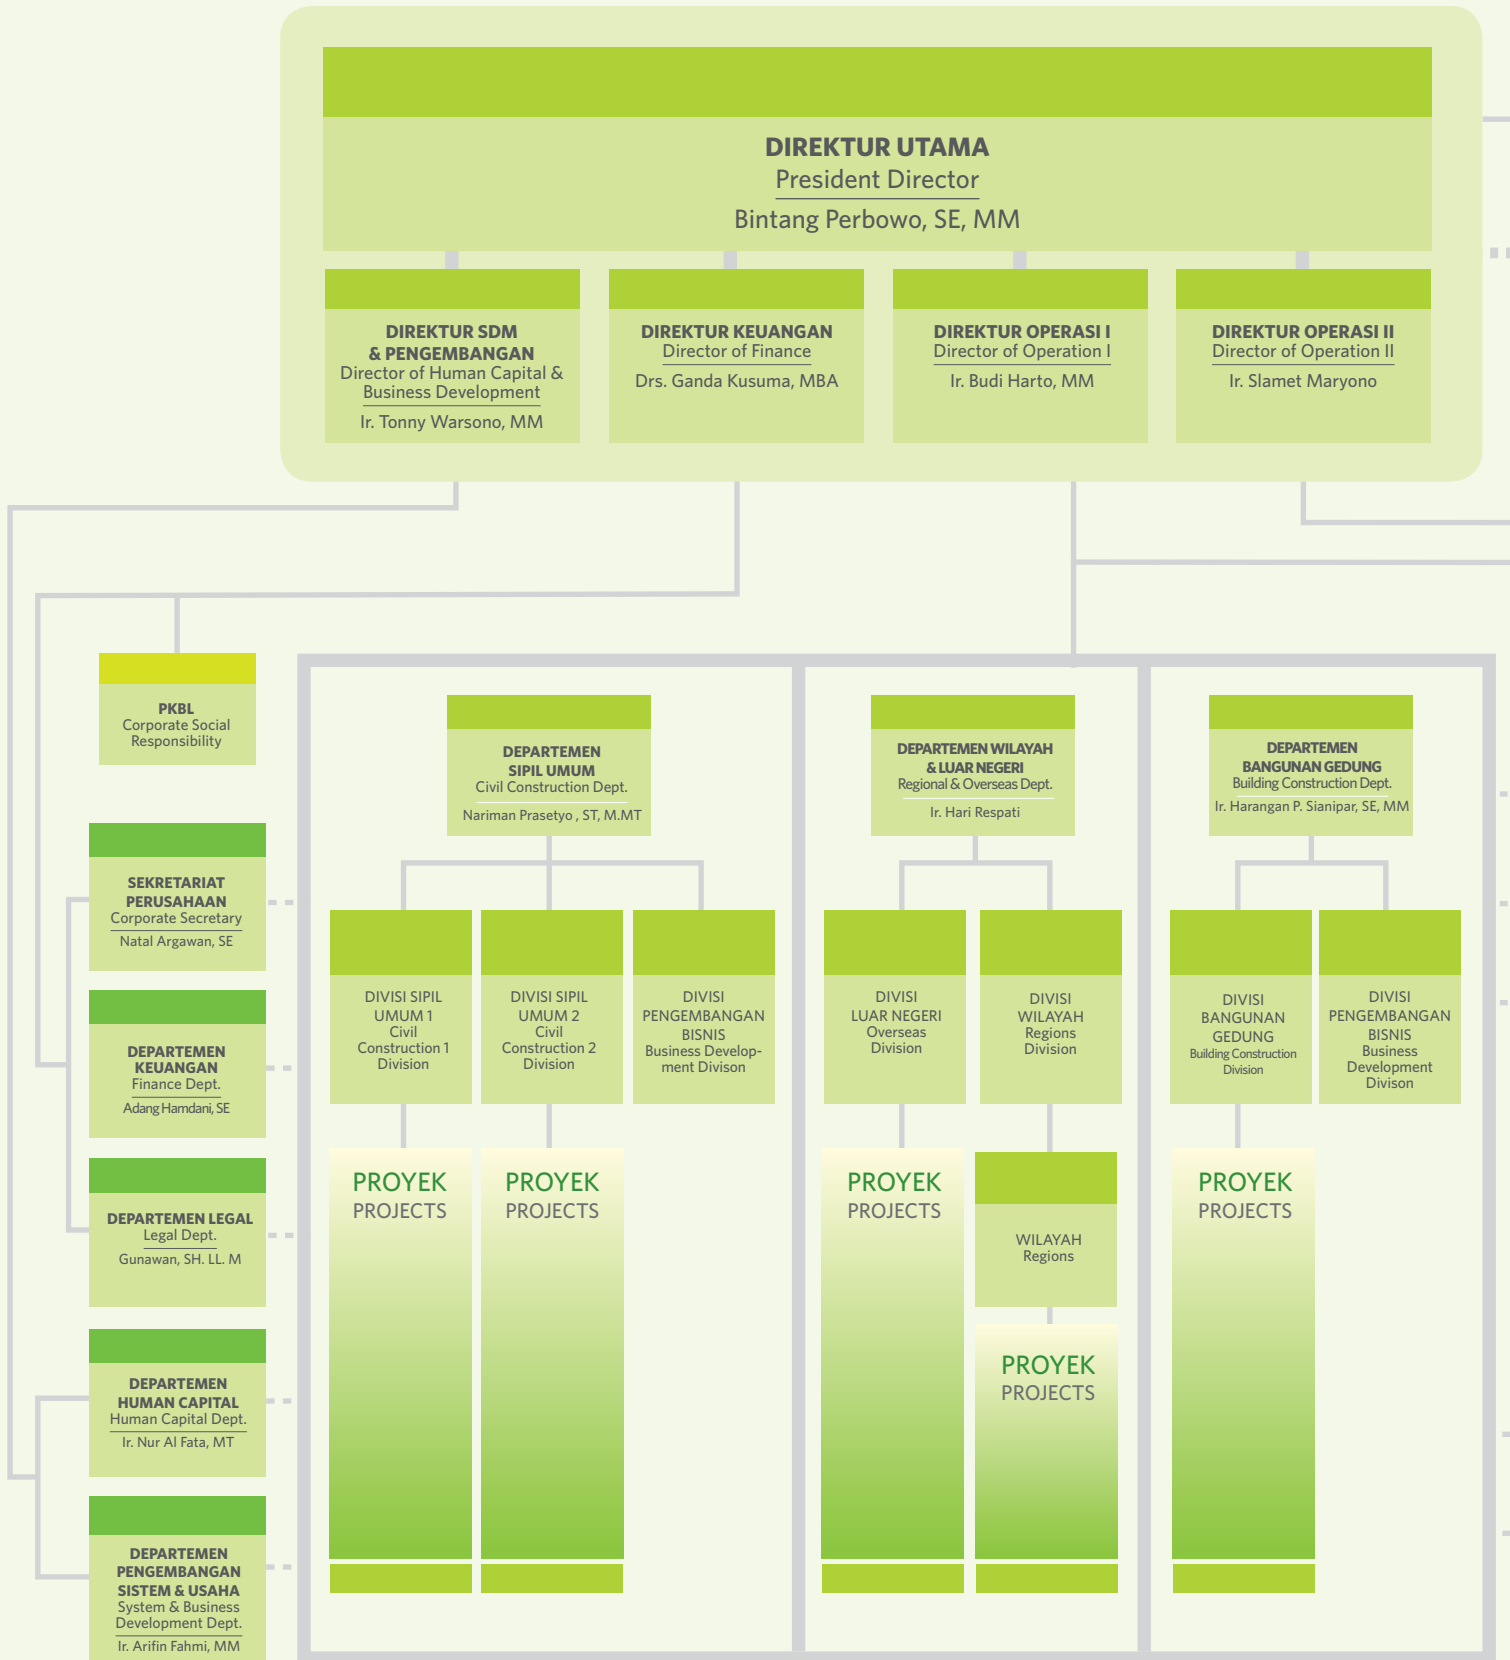 DIREKTUR UTAMA
President Director
Bintang Perbowo, SE, MM
DIREKTUR SDM
& PENGEMBANGAN
Director of Human Capital &
Business Development
Ir. Tonny Warsono, MM
DIREKTUR KEUANGAN
Director of Finance
Drs. Ganda Kusuma, MBA
DIREKTUR OPERASI I
Director of Operation I
Ir. Budi Harto, MM
DIREKTUR OPERASI II
Director of Operation II
Ir. Slamet Maryono
PKBL
Corporate Social
Responsibility
SEKRETARIAT
PERUSAHAAN
Corporate Secretary
Natal Argawan, SE
DEPARTEMEN
KEUANGAN
Finance Dept.
Adang Hamdani, SE
DEPARTEMEN LEGAL
Legal Dept.
Gunawan, SH. LL. M
DEPARTEMEN
HUMAN CAPITAL
Human Capital Dept.
Ir. Nur Al Fata, MT
DEPARTEMEN
PENGEMBANGAN
SISTEM & USAHA
System & Business
Development Dept.
Ir. Arifin Fahmi, MM
DEPARTEMEN
SIPIL UMUM
Civil Construction Dept.
Nariman Prasetyo , ST, M.MT
DIVISI SIPIL
UMUM 1
Civil
Construction 1
Division
DIVISI SIPIL
UMUM 2
Civil
Construction 2
Division
DIVISI
PENGEMBANGAN
BISNIS
Business Develop-
ment Divison
PROYEK
PROJECTS
PROYEK
PROJECTS
DEPARTEMEN WILAYAH
& LUAR NEGERI
Regional & Overseas Dept.
Ir. Hari Respati
DIVISI
LUAR NEGERI
Overseas
Division
DIVISI
WILAYAH
Regions
Division
PROYEK
PROJECTS
WILAYAH
Regions
PROYEK
PROJECTS
DEPARTEMEN
BANGUNAN GEDUNG
Building Construction Dept.
Ir. Harangan P. Sianipar, SE, MM
DIVISI
BANGUNAN
GEDUNG
Building Construction
Division
DIVISI
PENGEMBANGAN
BISNIS
Business
Development
Divison
PROYEK
PROJECTS